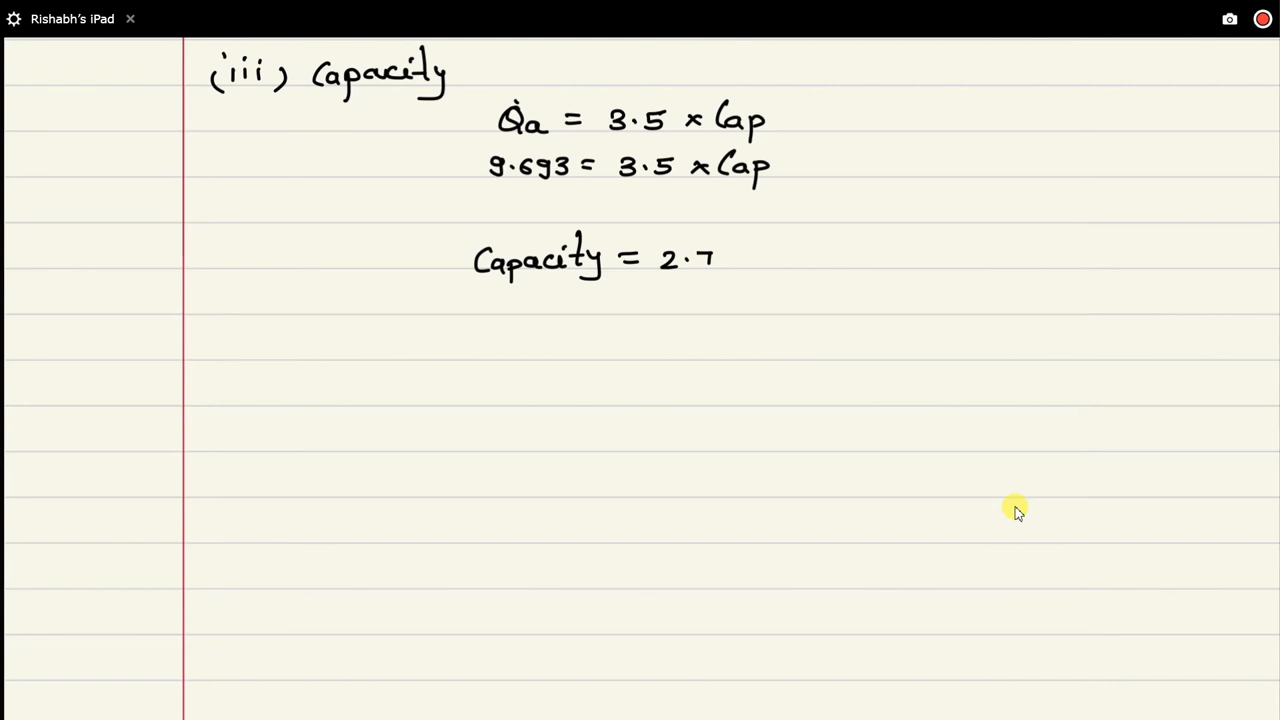 Rishabh's iPad
(iii) Capacity
Q̇a = 3.5 × Cap
9.693 = 3.5 × Cap
Capacity = 2.7